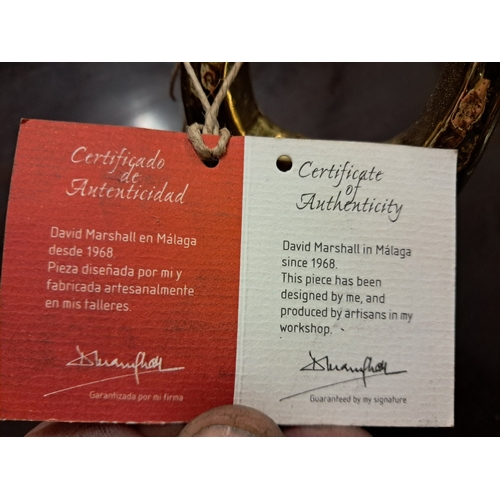 Certificado
de
Autenticidad
David Marshall en Málaga
desde 1968.
Pieza diseñada por mi y
fabricada artesanalmente
en mis talleres.
Garantizada por mi firma
Certificate
of
Authenticity
David Marshall in Málaga
since 1968.
This piece has been
designed by me, and
produced by artisans in my
workshop.
Guaranteed by my signature